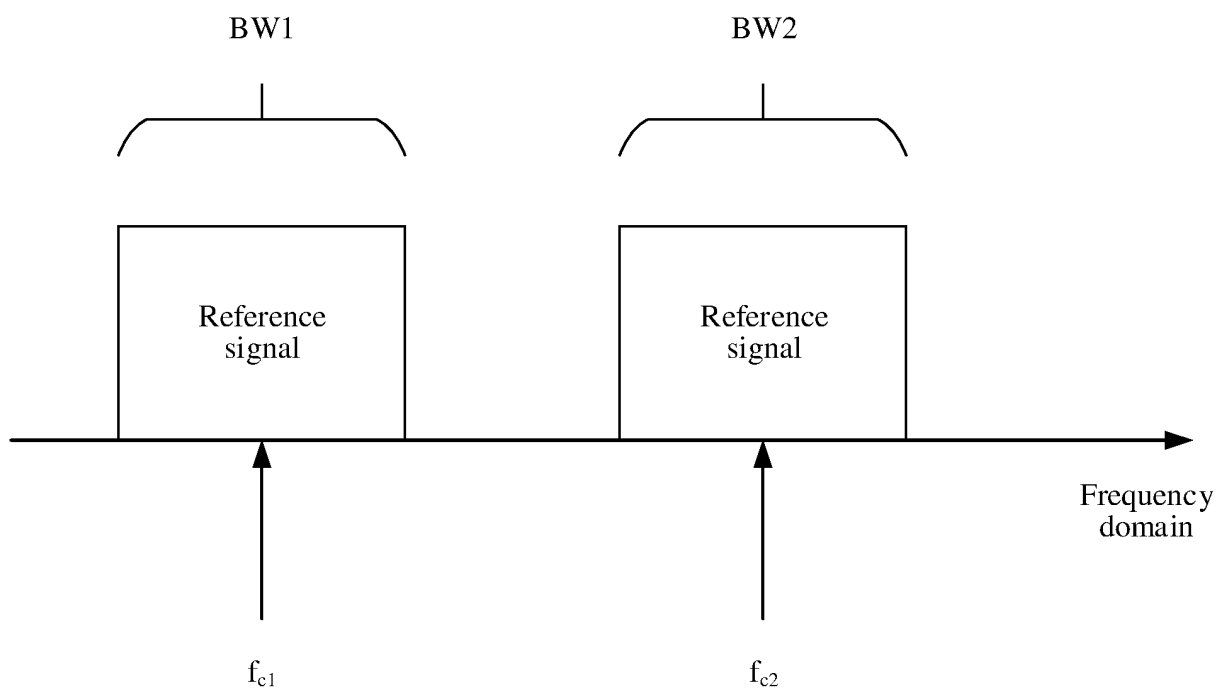 BW1
BW2
Reference
signal
Reference
signal
Frequency
domain
fc1
fc2